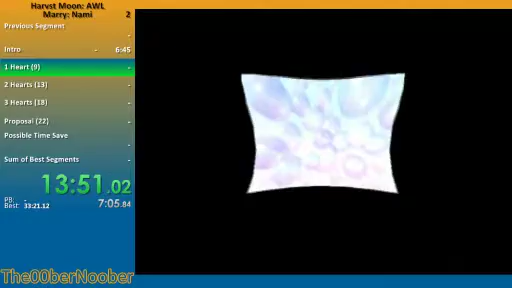 Harvst Moon: AWL
Marry: Nami 2
Previous Segment
-
Intro - 6:45
1 Heart (9) -
2 Hearts (13) -
3 Hearts (18) -
Proposal (22) -
Possible Time Save
-
Sum of Best Segments -
13:51.02
PB: - 7:05.84
Best: 33:21.12
The00berNoober